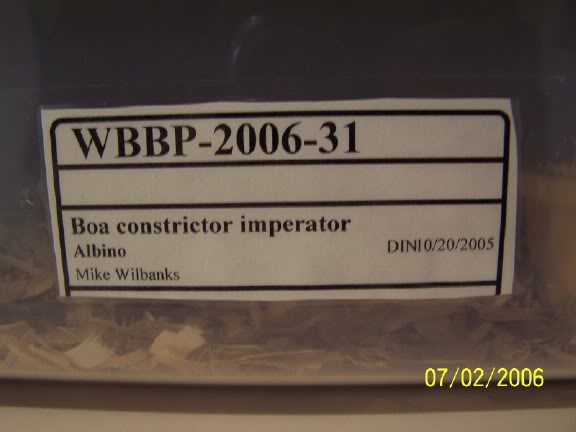 WBBP-2006-31
Boa constrictor imperator
Albino
DIN10/20/2005
Mike Wilbanks
07/02/2006